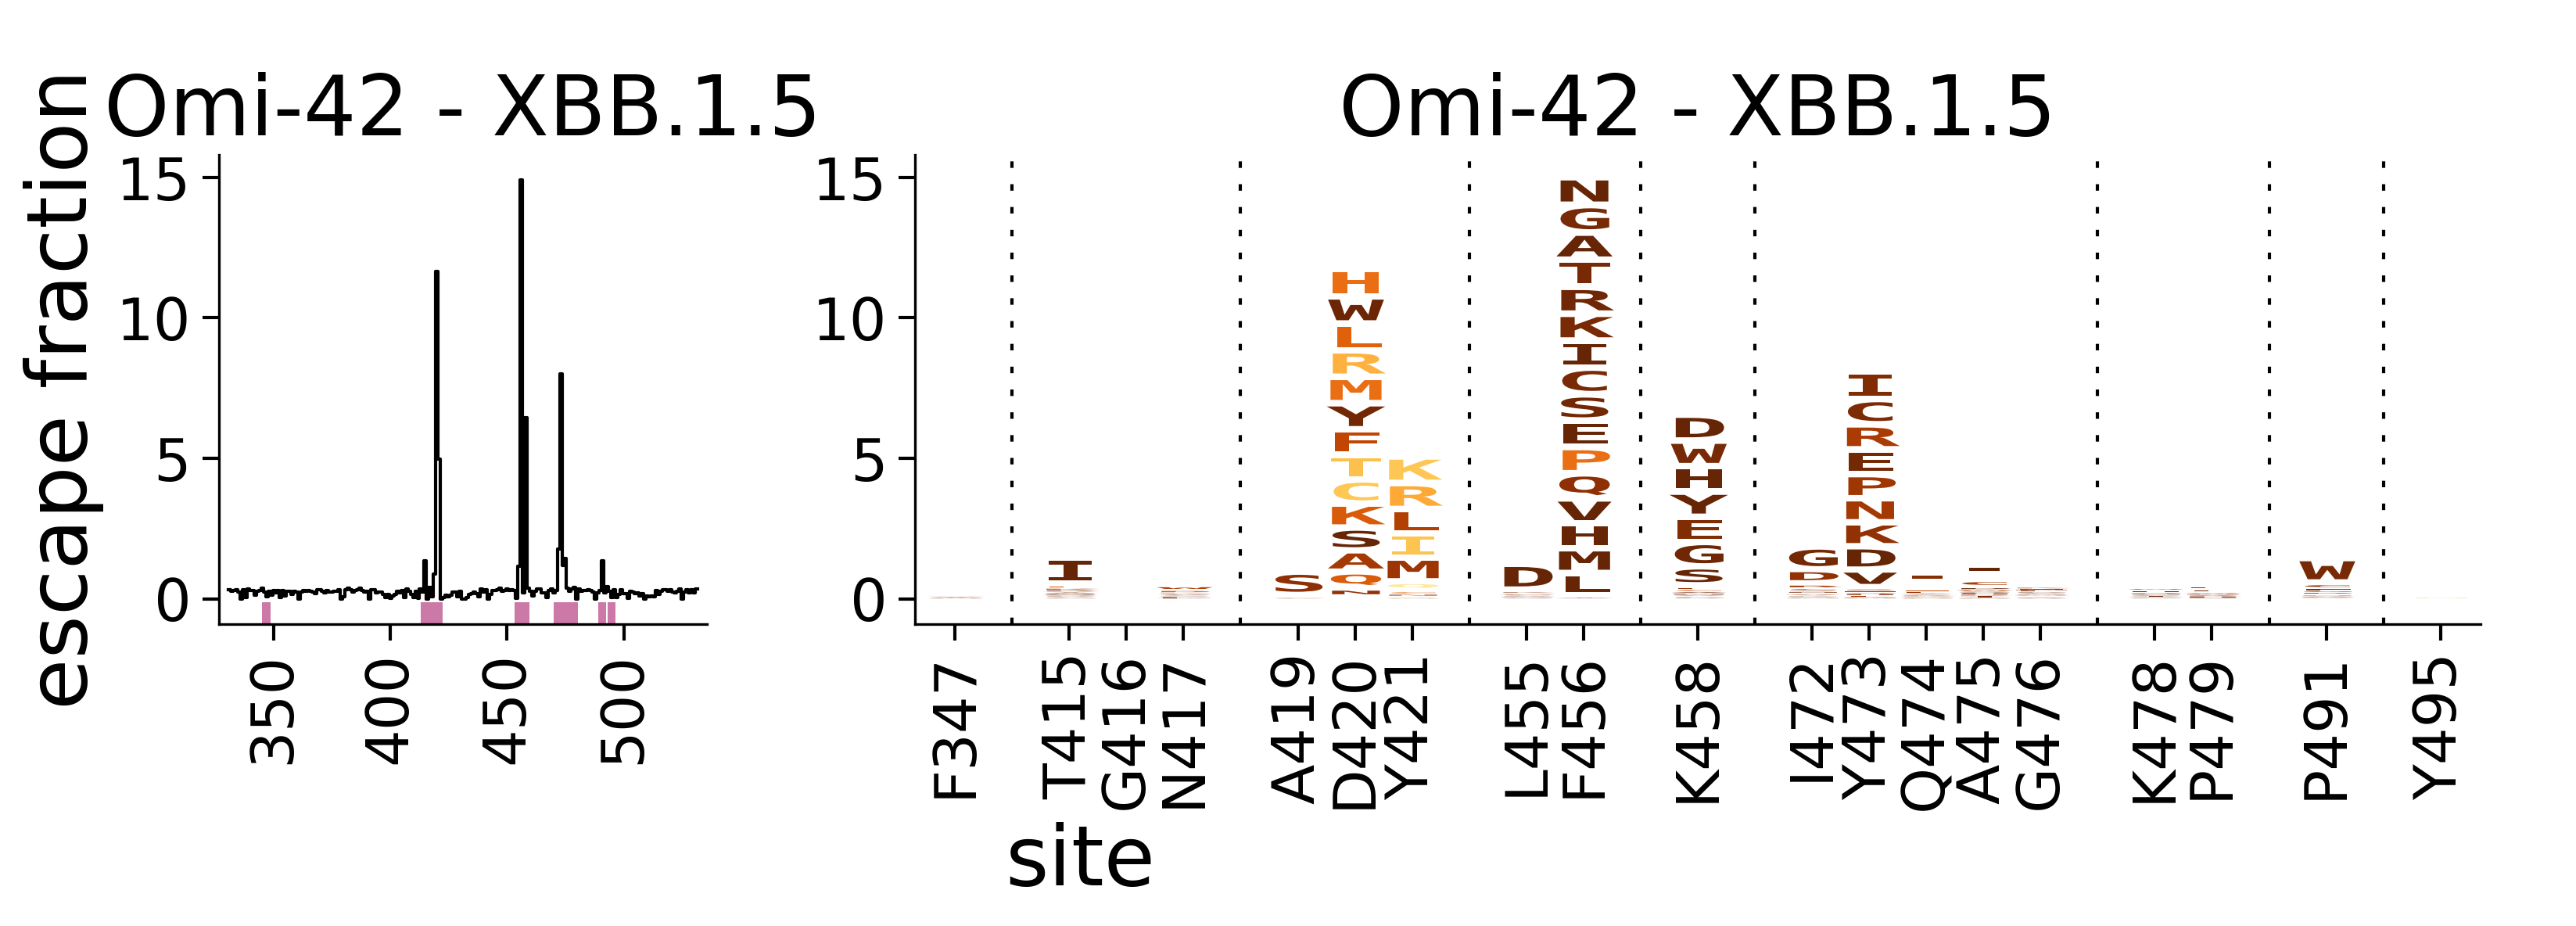 Omi-42 - XBB.1.5
Omi-42 - XBB.1.5
escape fraction
15
10
5
0
350
400
450
500
15
10
5
0
I
S
H
W
L
R
M
Y
F
T
C
K
S
A
Q
N
K
R
L
I
M
D
N
G
A
T
R
K
I
C
S
E
P
Q
V
H
M
L
D
W
H
Y
E
G
S
G
D
I
C
R
E
P
N
K
D
V
W
F347
T415
G416
N417
A419
D420
Y421
L455
F456
K458
I472
Y473
Q474
A475
G476
K478
P479
P491
Y495
site